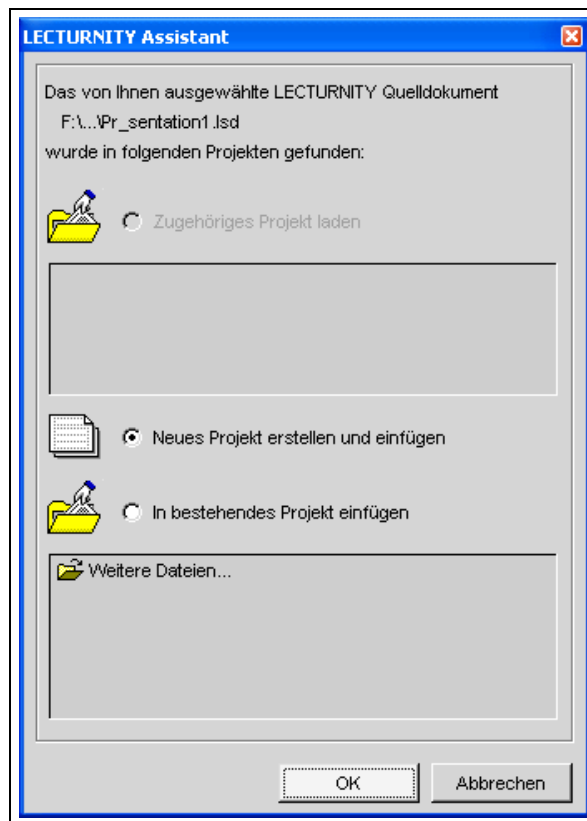 LECTURNITY Assistant
Das von Ihnen ausgewählte LECTURNITY Quelldokument
F:\...\Pr_sentation1.lsd
wurde in folgenden Projekten gefunden:
Zugehöriges Projekt laden
Neues Projekt erstellen und einfügen
In bestehendes Projekt einfügen
Weitere Dateien...
OK
Abbrechen